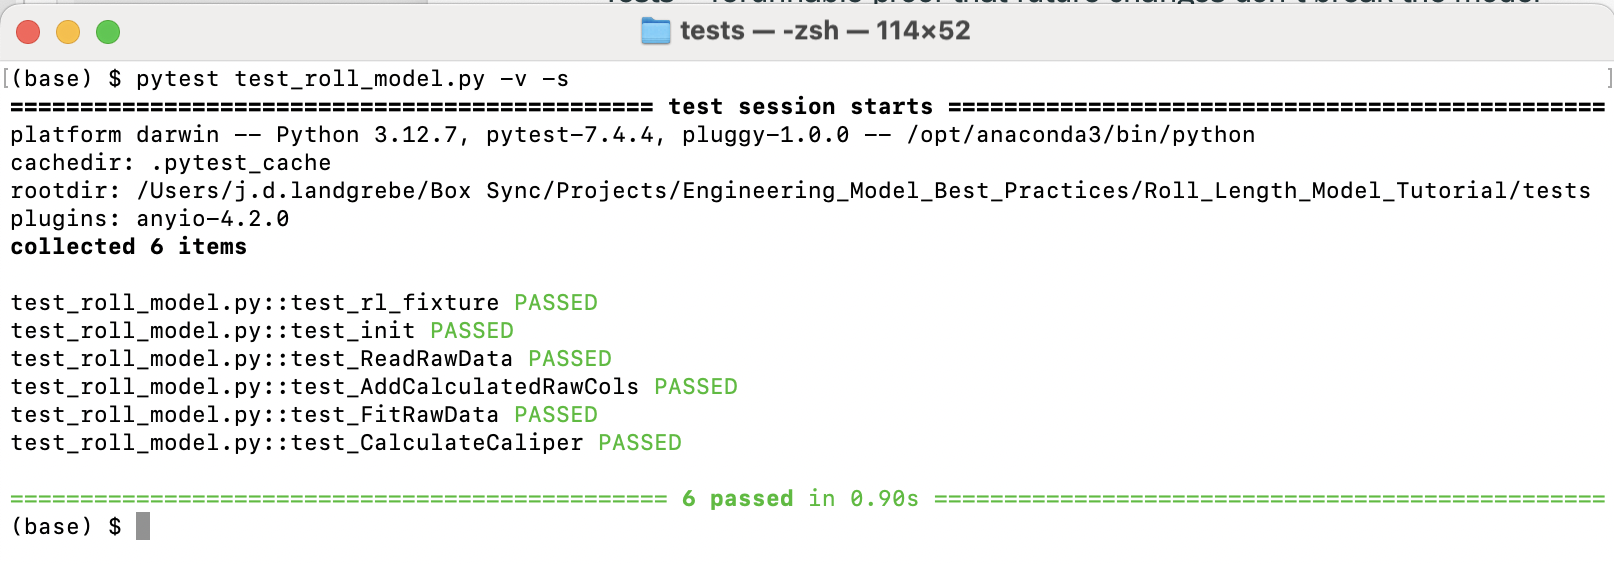 tests — -zsh — 114×52
[(base) $ pytest test_roll_model.py -v -s ]
============================================== test session starts ===============================================
platform darwin -- Python 3.12.7, pytest-7.4.4, pluggy-1.0.0 -- /opt/anaconda3/bin/python
cachedir: .pytest_cache
rootdir: /Users/j.d.landgrebe/Box Sync/Projects/Engineering_Model_Best_Practices/Roll_Length_Model_Tutorial/tests
plugins: anyio-4.2.0
collected 6 items
test_roll_model.py::test_rl_fixture PASSED
test_roll_model.py::test_init PASSED
test_roll_model.py::test_ReadRawData PASSED
test_roll_model.py::test_AddCalculatedRawCols PASSED
test_roll_model.py::test_FitRawData PASSED
test_roll_model.py::test_CalculateCaliper PASSED
=============================================== 6 passed in 0.90s ================================================
(base) $